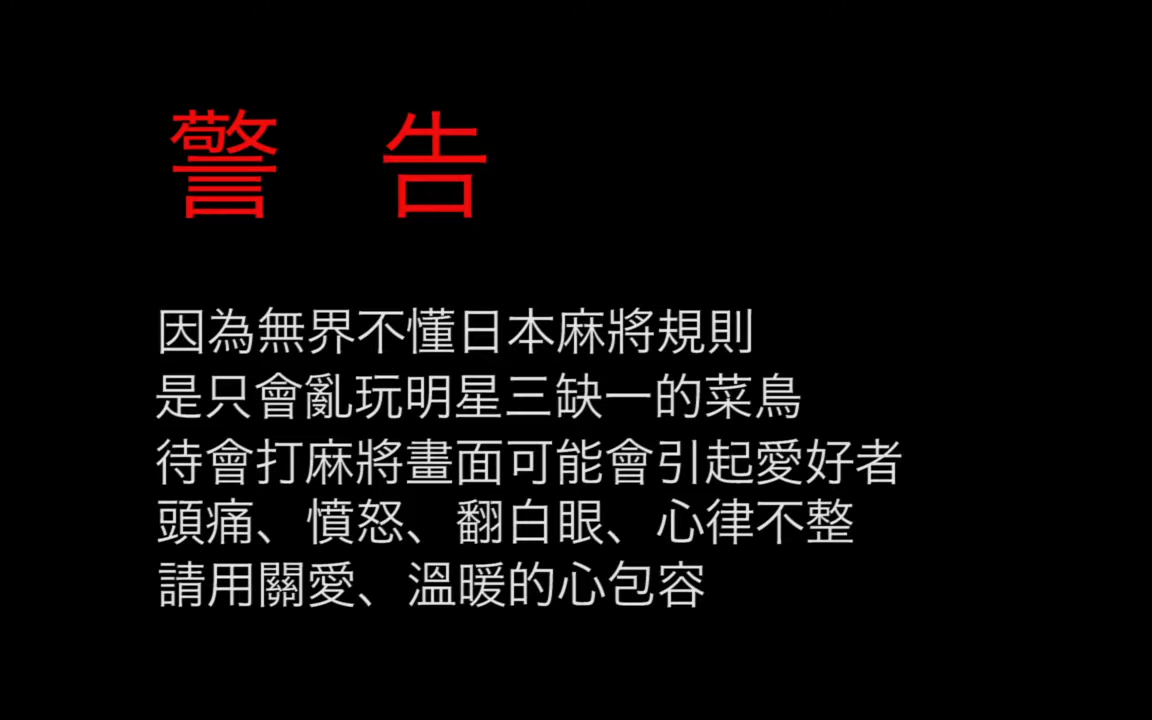 警 告
因為無界不懂日本麻將規則
是只會亂玩明星三缺一的菜鳥
待會打麻將畫面可能會引起愛好者
頭痛、憤怒、翻白眼、心律不整
請用關愛、溫暖的心包容